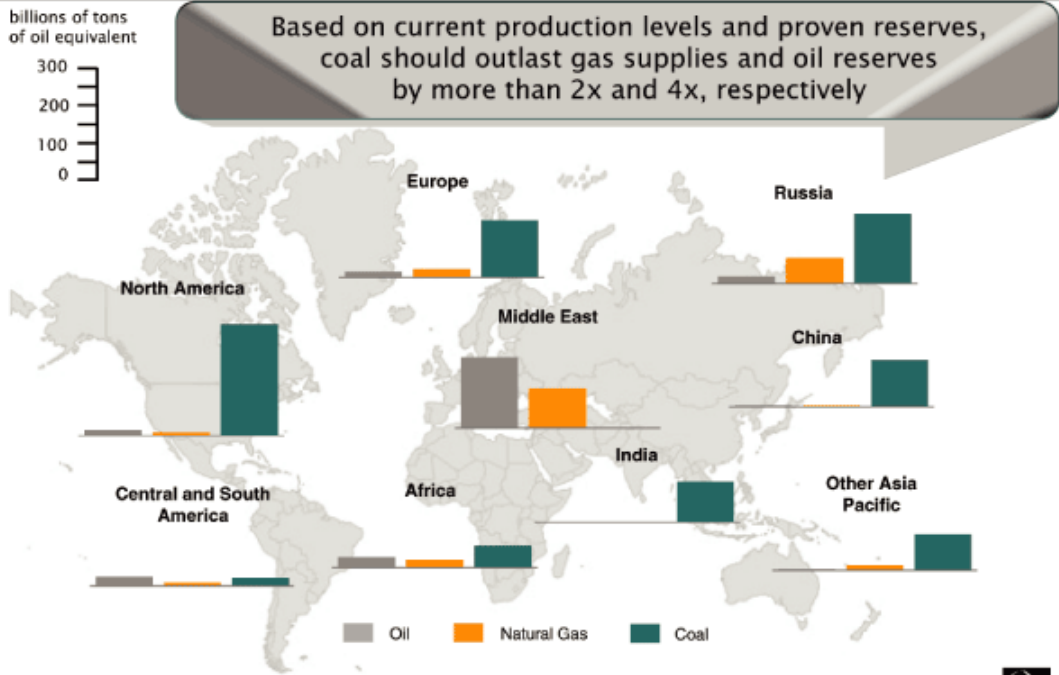 billions of tons
of oil equivalent
Based on current production levels and proven reserves,
coal should outlast gas supplies and oil reserves
by more than 2x and 4x, respectively
300
200
100
0
Europe
Russia
North America
Middle East
China
India
Central and South
America
Africa
Other Asia
Pacific
Oil
Natural Gas
Coal